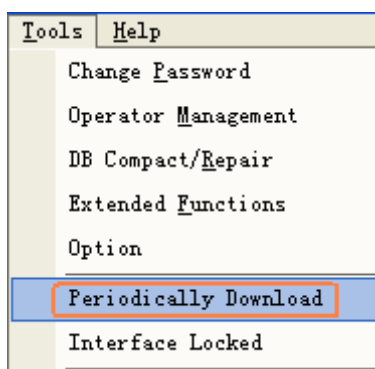 Tools Help
Change Password
Operator Management
DB Compact/Repair
Extended Functions
Option
Periodically Download
Interface Locked